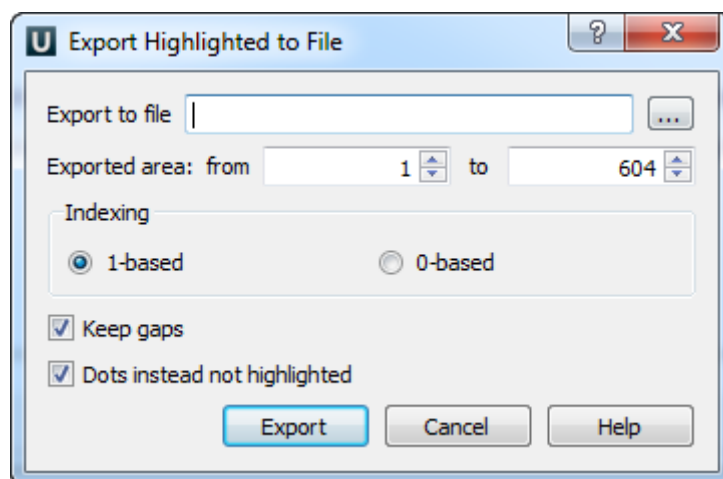 U Export Highlighted to File ? X
Export to file ...
Exported area: from 1 to 604
Indexing
1-based 0-based
Keep gaps
Dots instead not highlighted
Export Cancel Help